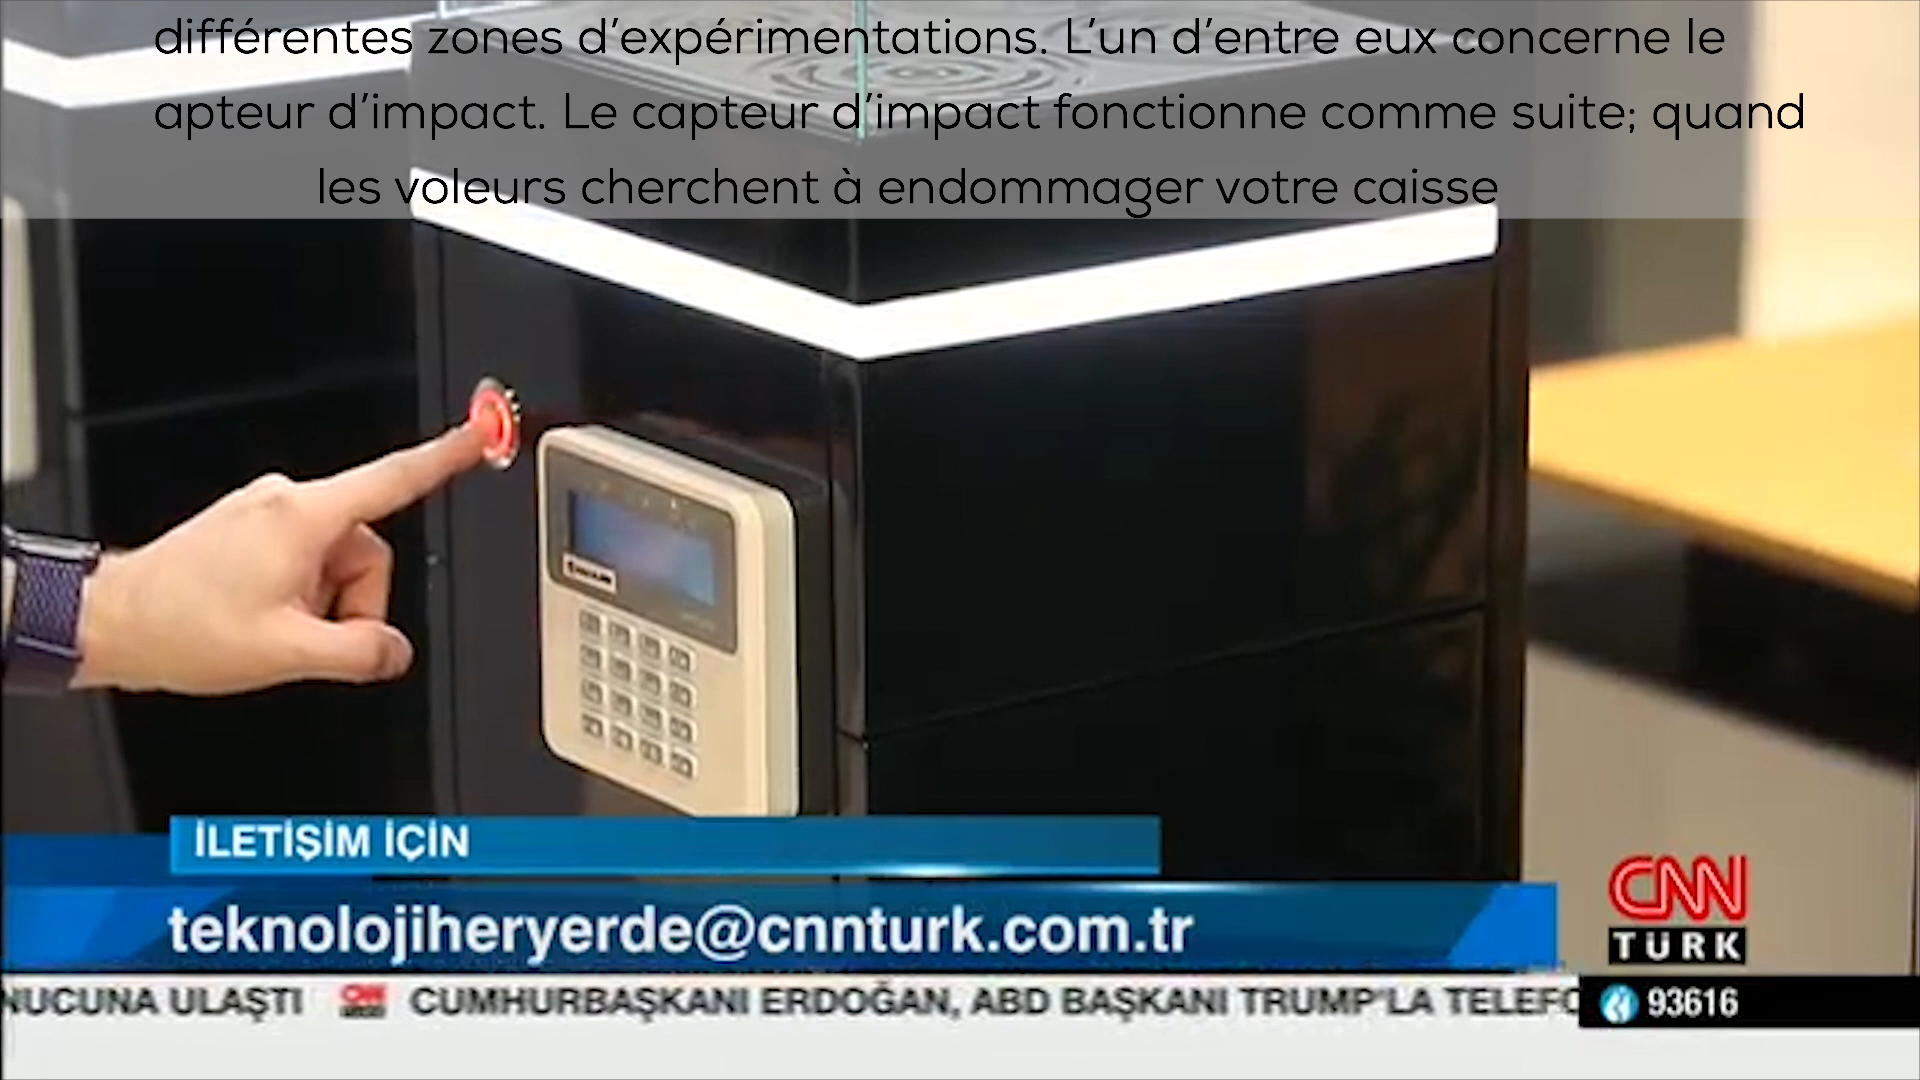 différentes zones d’expérimentations. L’un d’entre eux concerne le
apteur d’impact. Le capteur d’impact fonctionne comme suite; quand
les voleurs cherchent à endommager votre caisse
İLETİŞİM İÇİN
teknolojiheryerde@cnnturk.com.tr
CNN
TURK
NUCUNA ULAŞTI CUMHURBAŞKANI ERDOĞAN, ABD BAŞKANI TRUMP'LA TELEFO
93616